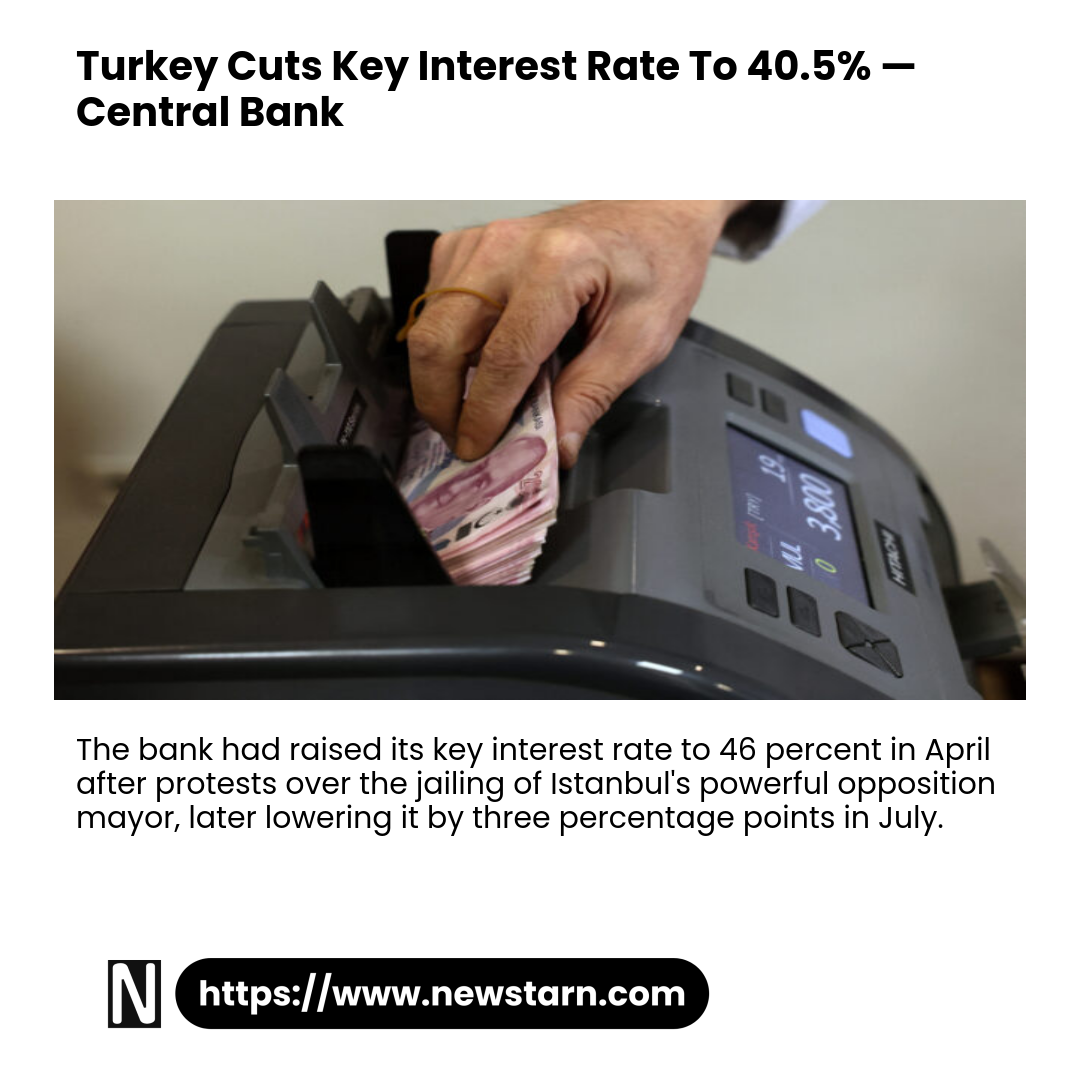 Turkey Cuts Key Interest Rate To 40.5% —
Central Bank
19.
[TRY]
3,800
0
HITACHI
The bank had raised its key interest rate to 46 percent in April
after protests over the jailing of Istanbul's powerful opposition
mayor, later lowering it by three percentage points in July.
N
https://www.newstarn.com